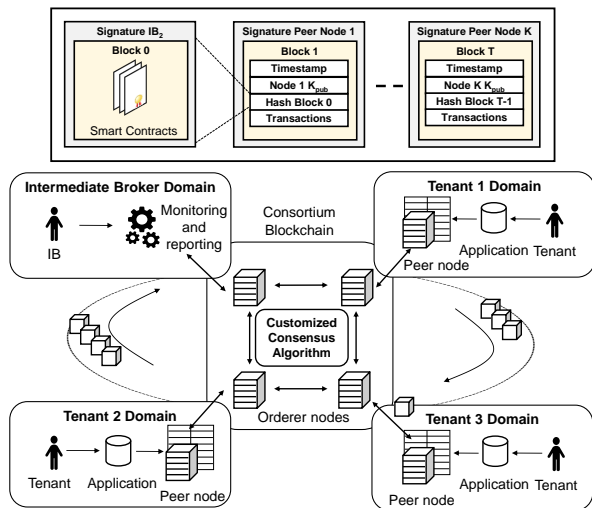 Signature IB2
Block 0
Smart Contracts
Signature Peer Node 1
Block 1
Timestamp
Node 1 Kpub
Hash Block 0
Transactions
Signature Peer Node K
Block T
Timestamp
Node K Kpub
Hash Block T-1
Transactions
Intermediate Broker Domain
IB
Monitoring
and
reporting
Consortium
Blockchain
Tenant 1 Domain
Peer node
Application
Tenant
Customized
Consensus
Algorithm
Orderer nodes
Tenant 2 Domain
Tenant
Application
Peer node
Tenant 3 Domain
Peer node
Application
Tenant